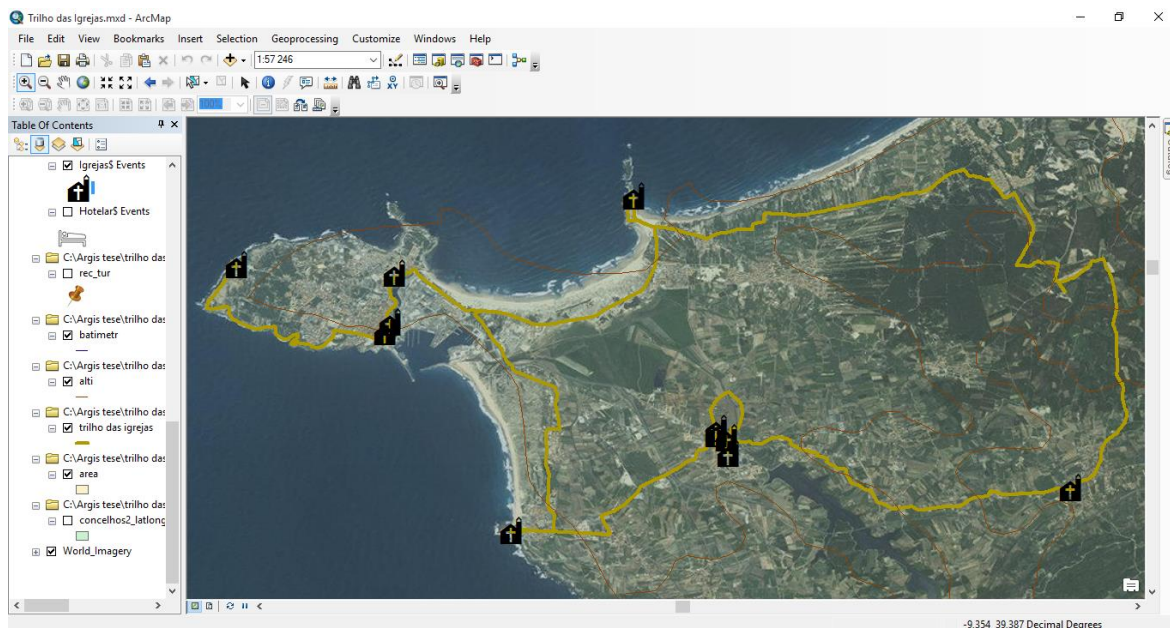 Trilho das Igrejas.mxd - ArcMap
File Edit View Bookmarks Insert Selection Geoprocessing Customize Windows Help
1:57 246
100%
Table Of Contents
Igrejas$ Events
Hotelar$ Events
C:\Argis tese\trilho das
rec_tur
C:\Argis tese\trilho das
batimetr
C:\Argis tese\trilho das
alti
C:\Argis tese\trilho das
trilho das igrejas
C:\Argis tese\trilho das
area
C:\Argis tese\trilho das
concelhos2_latlong
World_Imagery
-9,354 39,387 Decimal Degrees